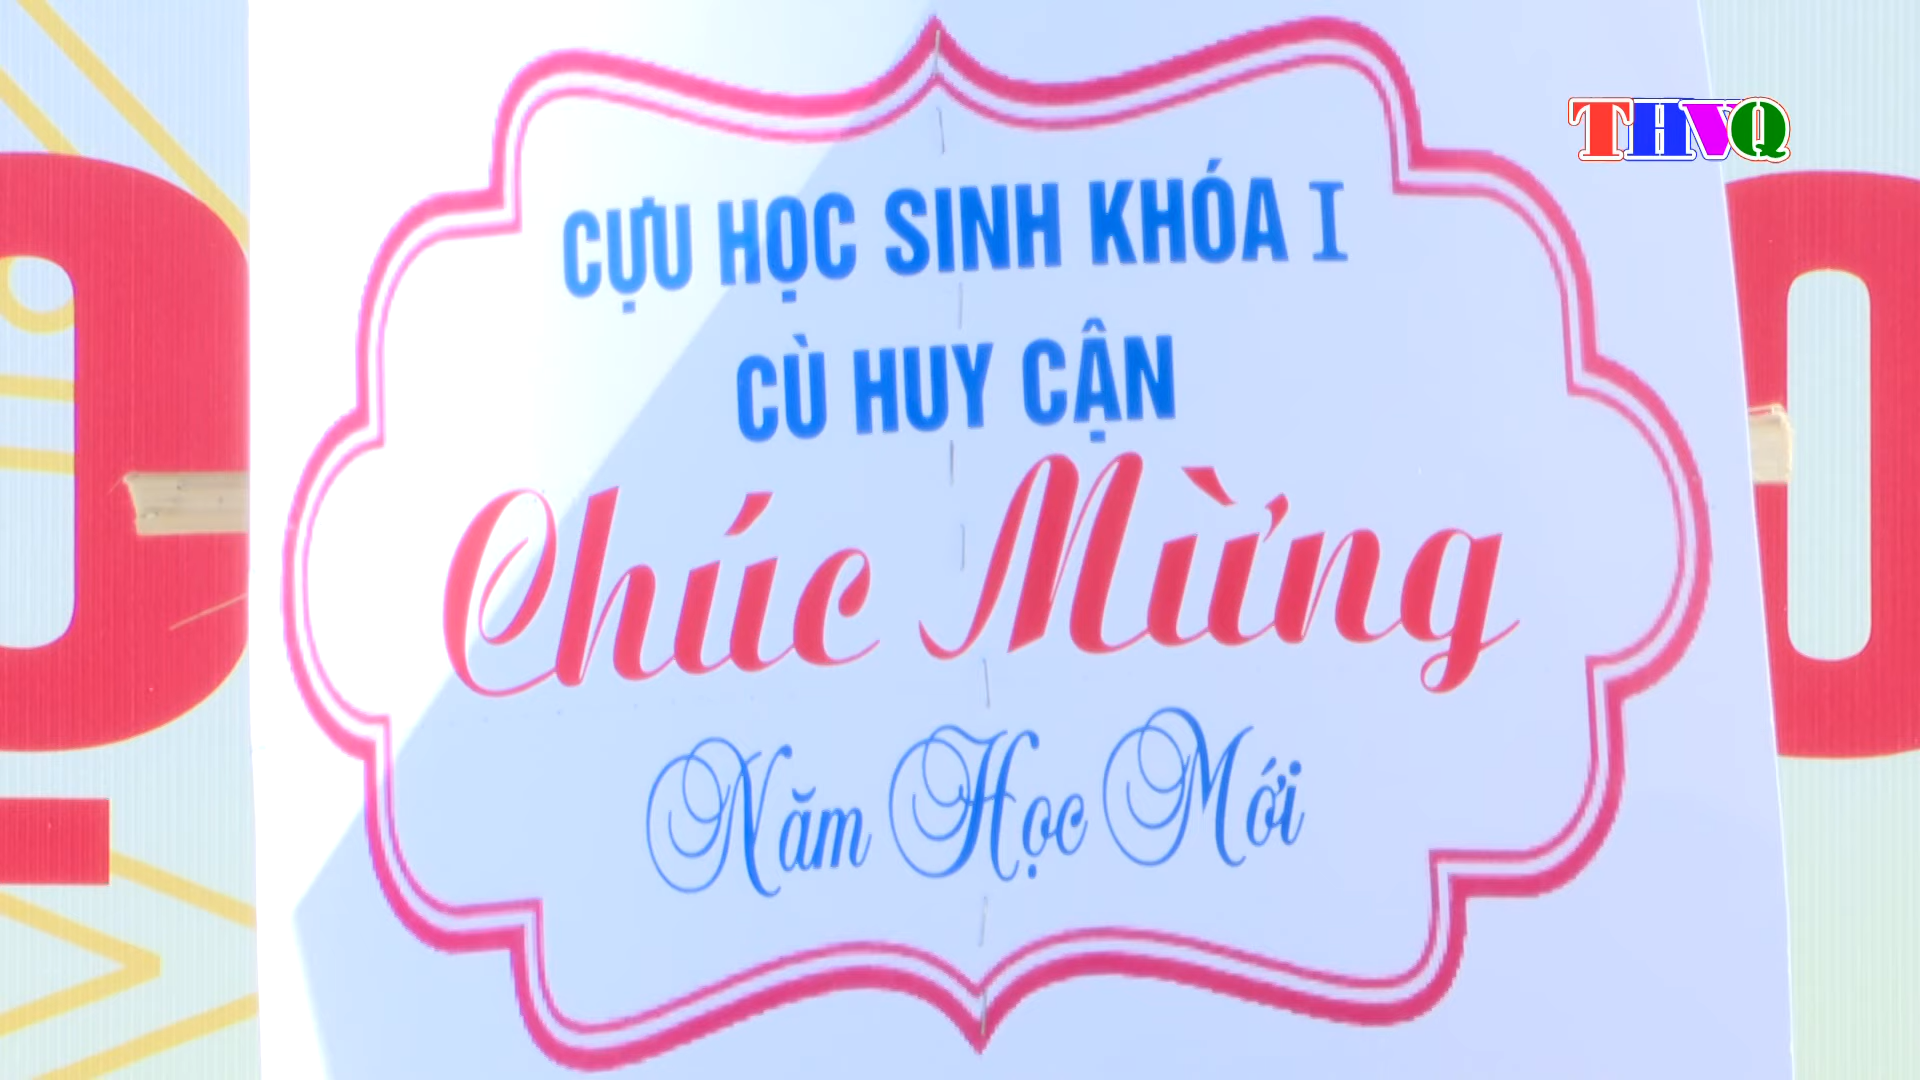 THVQ
CỰU HỌC SINH KHÓA I
CÙ HUY CẬN
Chúc Mừng
Năm Học Mới